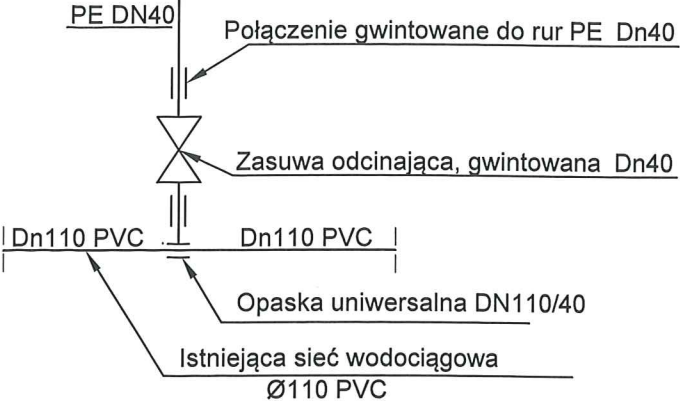 PE DN40
Połączenie gwintowane do rur PE Dn40
Zasuwa odcinająca, gwintowana Dn40
Dn110 PVC
Dn110 PVC
Opaska uniwersalna DN110/40
Istniejąca sieć wodociągowa
Ø110 PVC